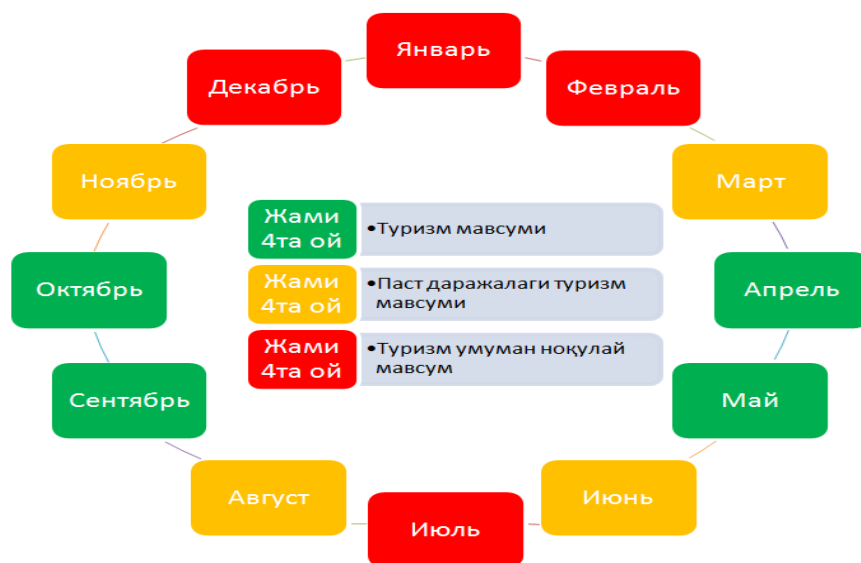 Январь
Февраль
Март
Апрель
Май
Июнь
Июль
Август
Сентябрь
Октябрь
Ноябрь
Декабрь
Жами
4та ой
•Туризм мавсуми
Жами
4та ой
•Паст даражалаги туризм
мавсуми
Жами
4та ой
•Туризм умуман ноқулай
мавсум